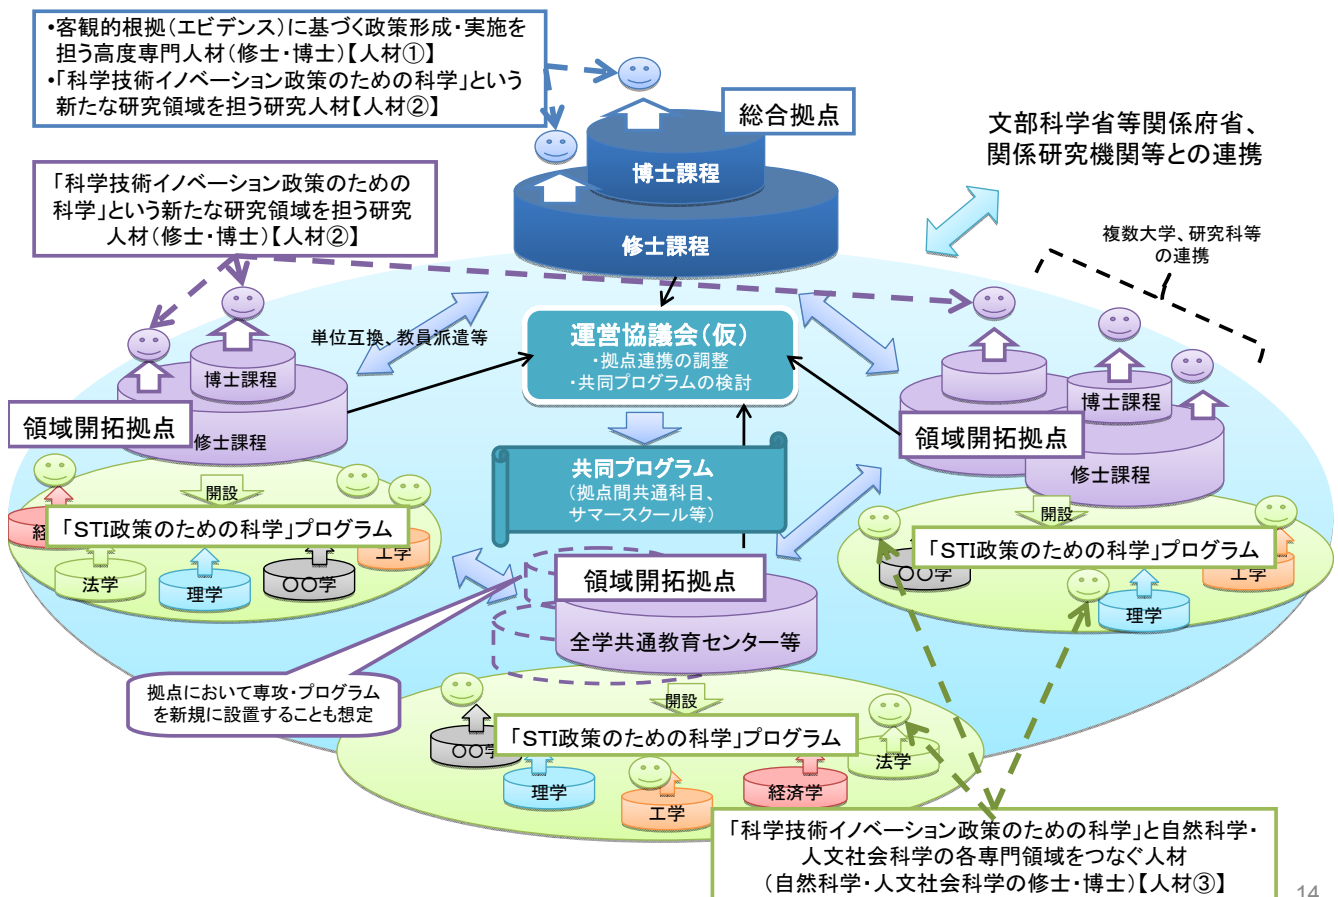 ・客観的根拠(エビデンス)に基づく政策形成・実施を
担う高度専門人材(修士・博士)【人材①】
・「科学技術イノベーション政策のための科学」という
新たな研究領域を担う研究人材【人材②】
総合拠点
博士課程
修士課程
文部科学省等関係府省、
関係研究機関等との連携
「科学技術イノベーション政策のための
科学」という新たな研究領域を担う研究
人材(修士・博士)【人材②】
複数大学、研究科等
の連携
単位互換、教員派遣等
運営協議会(仮)
・拠点連携の調整
・共同プログラムの検討
博士課程
領域開拓拠点
修士課程
博士課程
領域開拓拠点
修士課程
共同プログラム
(拠点間共通科目、
サマースクール等)
開設
経
「STI政策のための科学」プログラム
工学
法学
理学
〇〇学
開設
「STI政策のための科学」プログラム
〇〇学
工学
理学
領域開拓拠点
全学共通教育センター等
拠点において専攻・プログラム
を新規に設置することも想定
開設
「STI政策のための科学」プログラム
〇〇学
法学
理学
工学
経済学
「科学技術イノベーション政策のための科学」と自然科学・
人文社会科学の各専門領域をつなぐ人材
(自然科学・人文社会科学の修士・博士)【人材③】
14